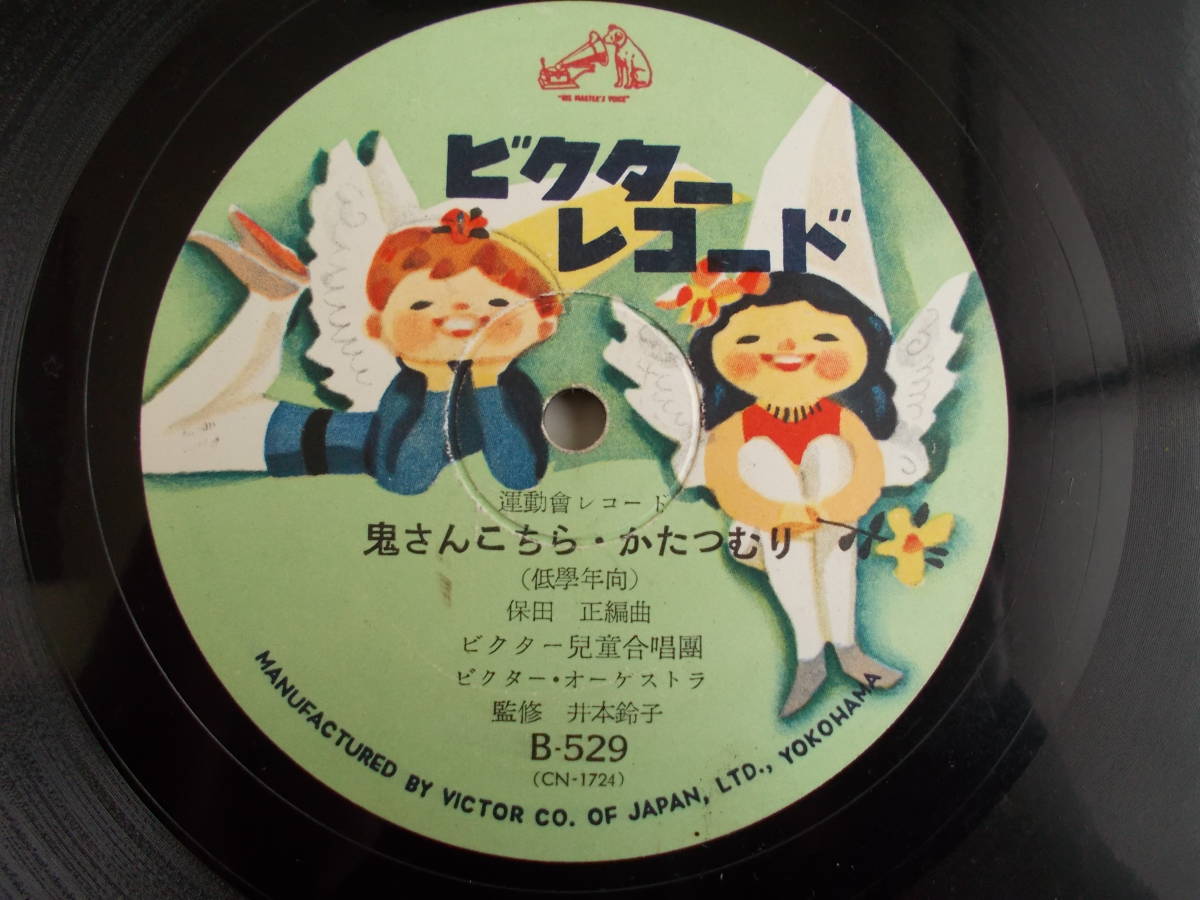 "HIS MASTER'S VOICE"
ビクター
レコード
運動會レコード
鬼さんこちら・かたつむり
(低學年向)
保田 正編曲
ビクター兒童合唱團
ビクター・オーケストラ
監修 井本鈴子
B-529
(CN-1724)
MANUFACTURED BY VICTOR CO. OF JAPAN, LTD., YOKOHAMA